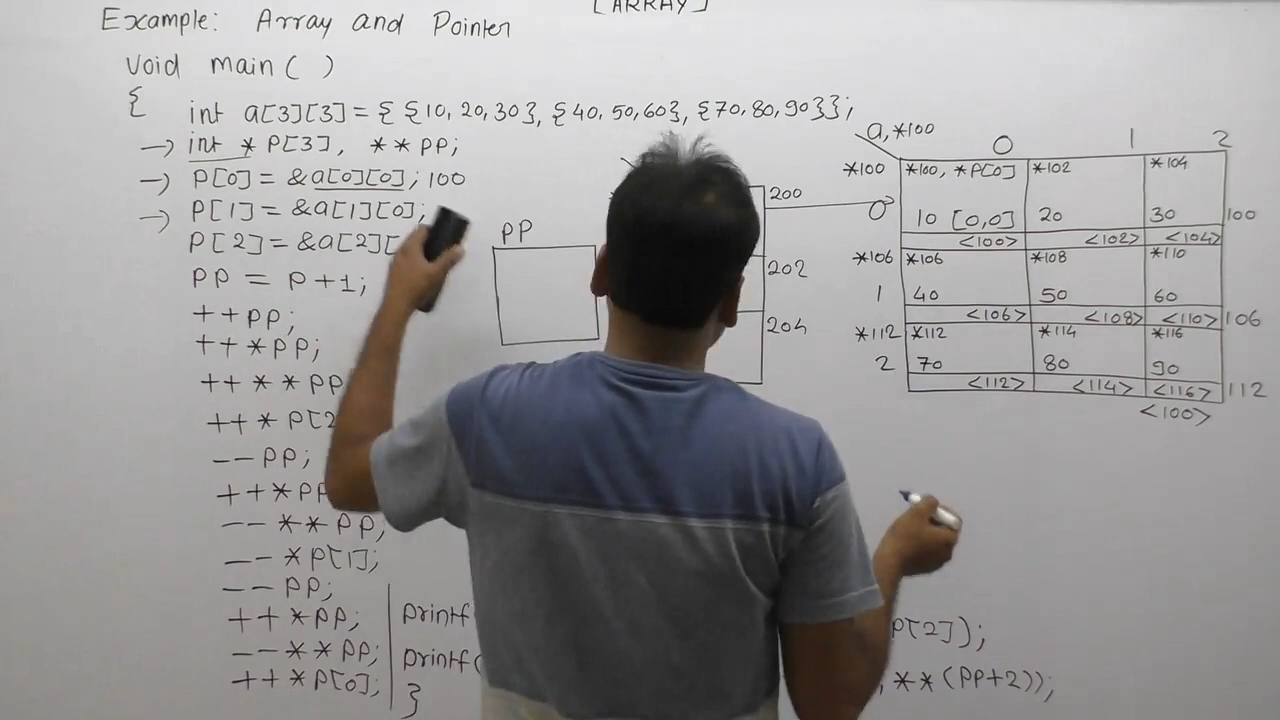 [ARRAY]
Example: Array and Pointer
void main( )
{ int a[3][3] = { {10, 20, 30}, {40, 50, 60}, {70, 80, 90}};
→ int *P[3], **PP;
→ P[0] = &a[0][0]; 100
→ P[1] = &a[1][0];
P[2] = &a[2][
PP = P+1;
++PP;
++*PP;
++**PP
++*P[2
--PP;
++*PP
--**PP;
--*P[1];
--PP;
++*PP;
--**PP;
++*P[0];
printf
printf(
}
P[2]);
, **(PP+2));
PP
200
202
204
a, *100
0 1 2
*100 *100, *P[0] *102 *104
0 10 [0,0] 20 30 100
<100> <102> <104>
*106 *106 *108 *110
1 40 50 60
<106> <108> <110> 106
*112 *112 *114 *116
2 70 80 90
<112> <114> <116> 112
<100>